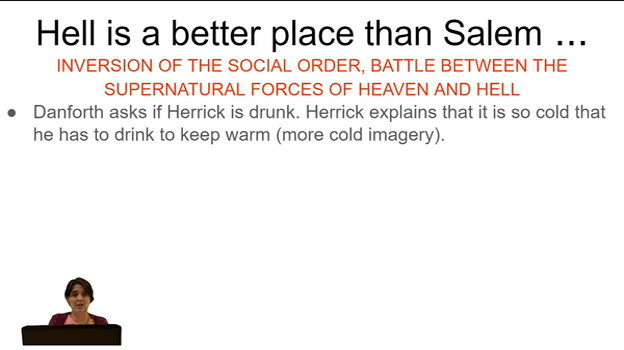 Hell is a better place than Salem ...
INVERSION OF THE SOCIAL ORDER, BATTLE BETWEEN THE
SUPERNATURAL FORCES OF HEAVEN AND HELL
● Danforth asks if Herrick is drunk. Herrick explains that it is so cold that
he has to drink to keep warm (more cold imagery).